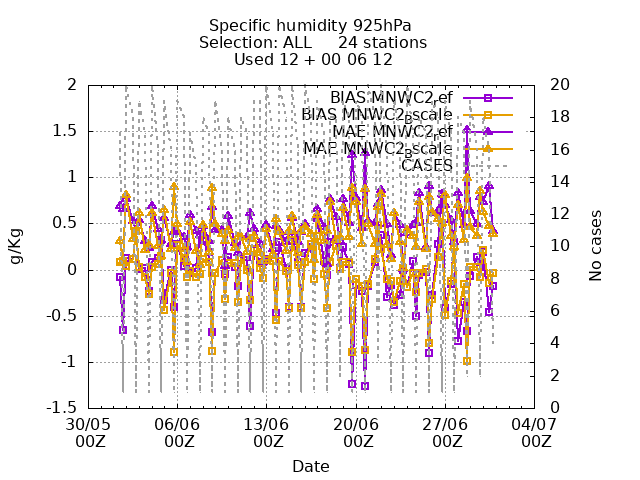 Specific humidity 925hPa
Selection: ALL 24 stations
Used 12 + 00 06 12
BIAS MNWC2_ref
BIAS MNWC2_Bscale
MAE MNWC2_ref
MAE MNWC2_Bscale
CASES
2
1.5
1
0.5
0
-0.5
-1
-1.5
g/Kg
20
18
16
14
12
10
8
6
4
2
0
No cases
30/05 06/06 13/06 20/06 27/06 04/07
00Z 00Z 00Z 00Z 00Z 00Z
Date